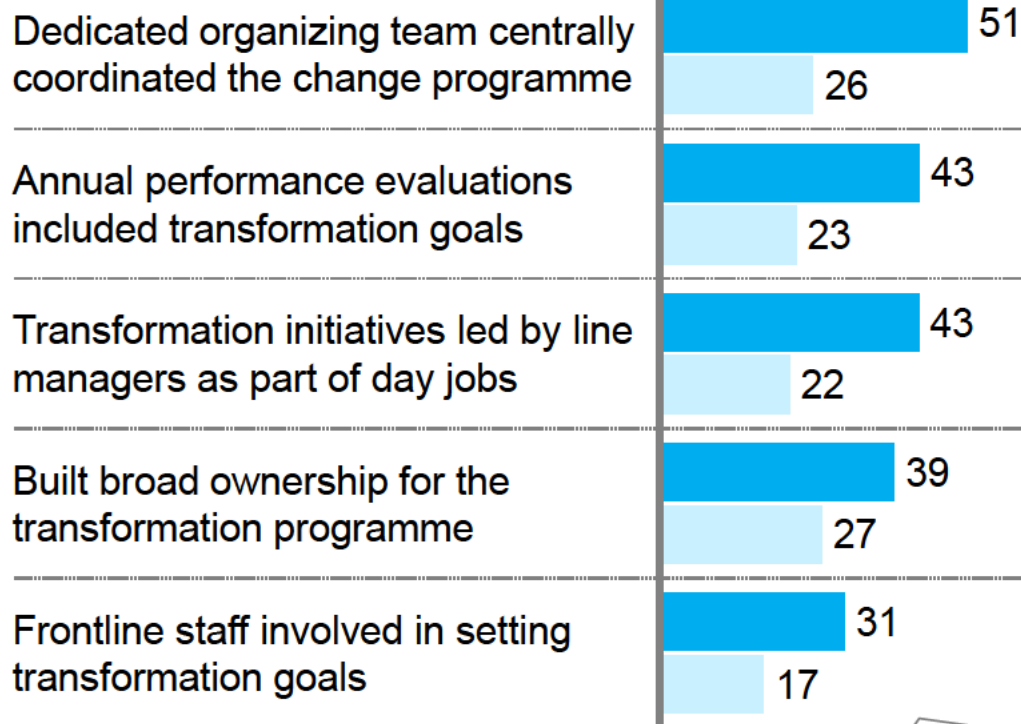 Dedicated organizing team centrally
coordinated the change programme
51
26
Annual performance evaluations
included transformation goals
43
23
Transformation initiatives led by line
managers as part of day jobs
43
22
Built broad ownership for the
transformation programme
39
27
Frontline staff involved in setting
transformation goals
31
17